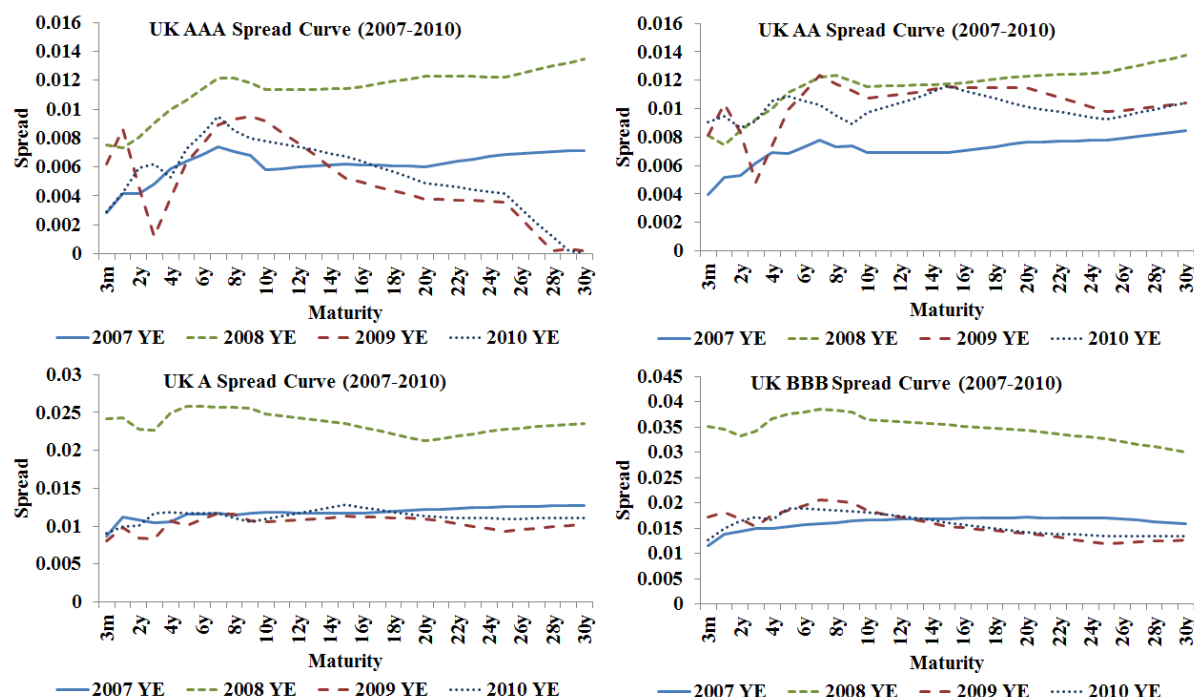 UK AAA Spread Curve (2007-2010)
0.016
0.014
0.012
0.01
0.008
0.006
0.004
0.002
0
Spread
3m 2y 4y 6y 8y 10y 12y 14y 16y 18y 20y 22y 24y 26y 28y 30y
Maturity
2007 YE 2008 YE 2009 YE 2010 YE
UK AA Spread Curve (2007-2010)
0.016
0.014
0.012
0.01
0.008
0.006
0.004
0.002
0
Spread
3m 2y 4y 6y 8y 10y 12y 14y 16y 18y 20y 22y 24y 26y 28y 30y
Maturity
2007 YE 2008 YE 2009 YE 2010 YE
UK A Spread Curve (2007-2010)
0.03
0.025
0.02
0.015
0.01
0.005
0
Spread
3m 2y 4y 6y 8y 10y 12y 14y 16y 18y 20y 22y 24y 26y 28y 30y
Maturity
2007 YE 2008 YE 2009 YE 2010 YE
UK BBB Spread Curve (2007-2010)
0.045
0.04
0.035
0.03
0.025
0.02
0.015
0.01
0.005
0
Spread
3m 2y 4y 6y 8y 10y 12y 14y 16y 18y 20y 22y 24y 26y 28y 30y
Maturity
2007 YE 2008 YE 2009 YE 2010 YE